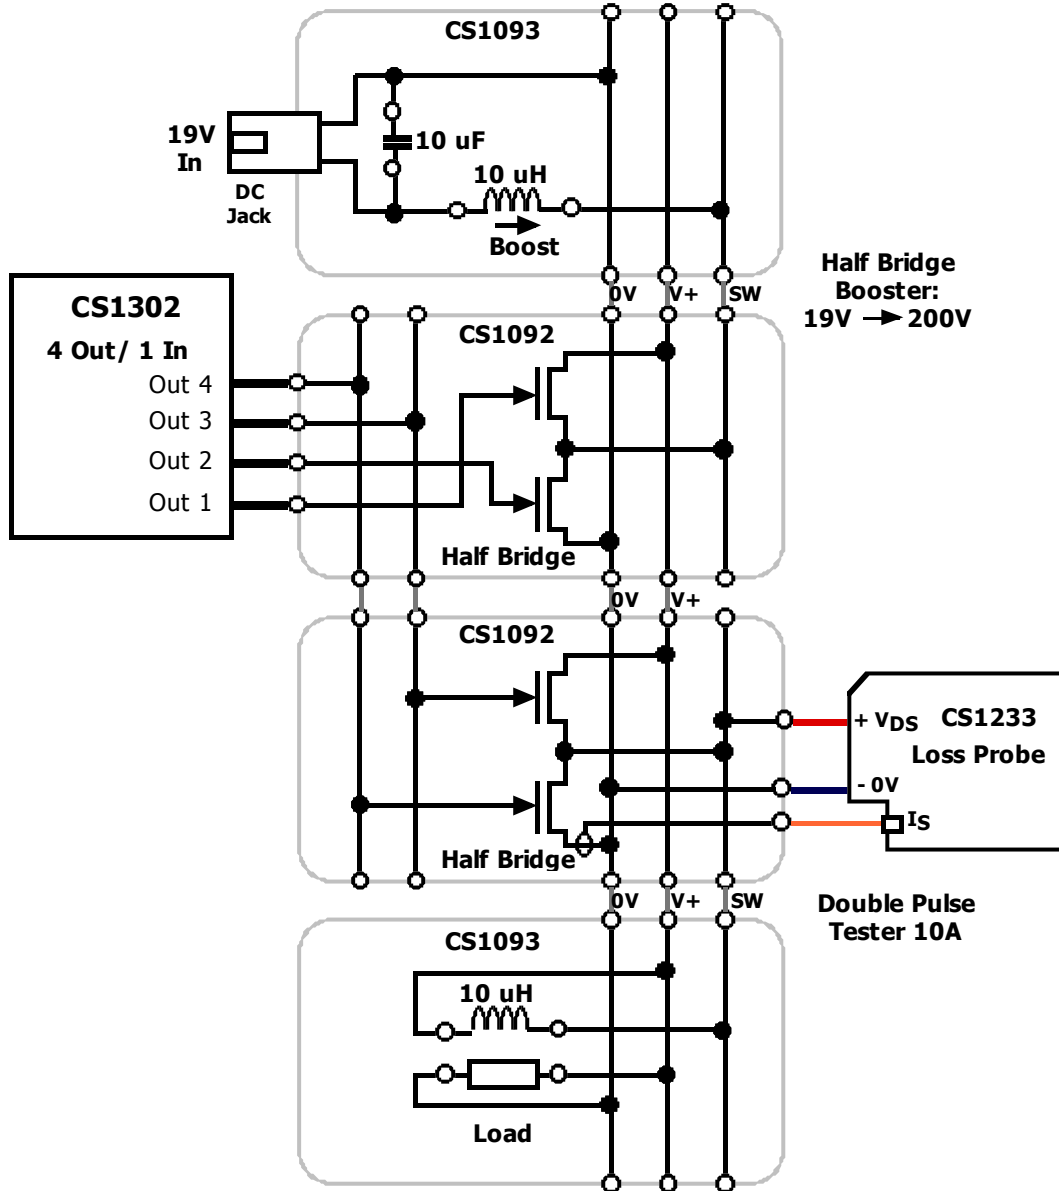 CS1093
19V
In
DC
Jack
10 uF
10 uH
Boost
0V V+ SW
Half Bridge
Booster:
19V 200V
CS1302
4 Out/ 1 In
Out 4
Out 3
Out 2
Out 1
CS1092
Half Bridge
0V V+
CS1092
Half Bridge
+ VDS
CS1233
Loss Probe
- 0V
IS
0V V+ SW
Double Pulse
Tester 10A
CS1093
10 uH
Load